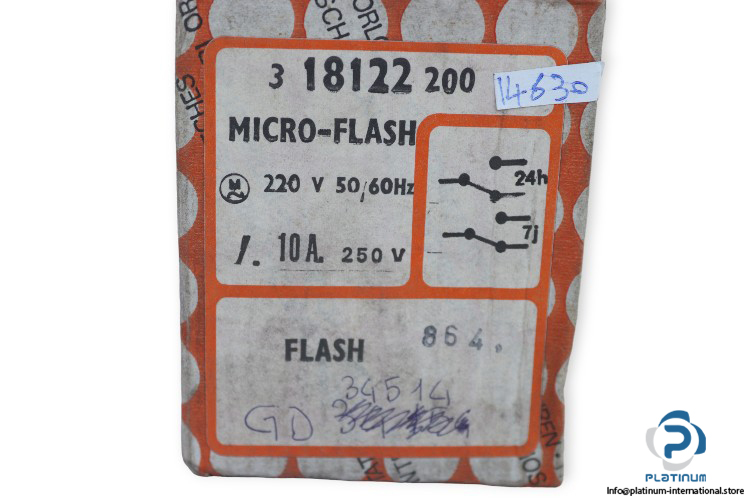 3 18122 200
14630
MICRO-FLASH
M 220 V 50/60Hz
24h
7j
/. 10A. 250 V
FLASH 864.
34514
GD
PLATINUM
Info@platinum-international.store